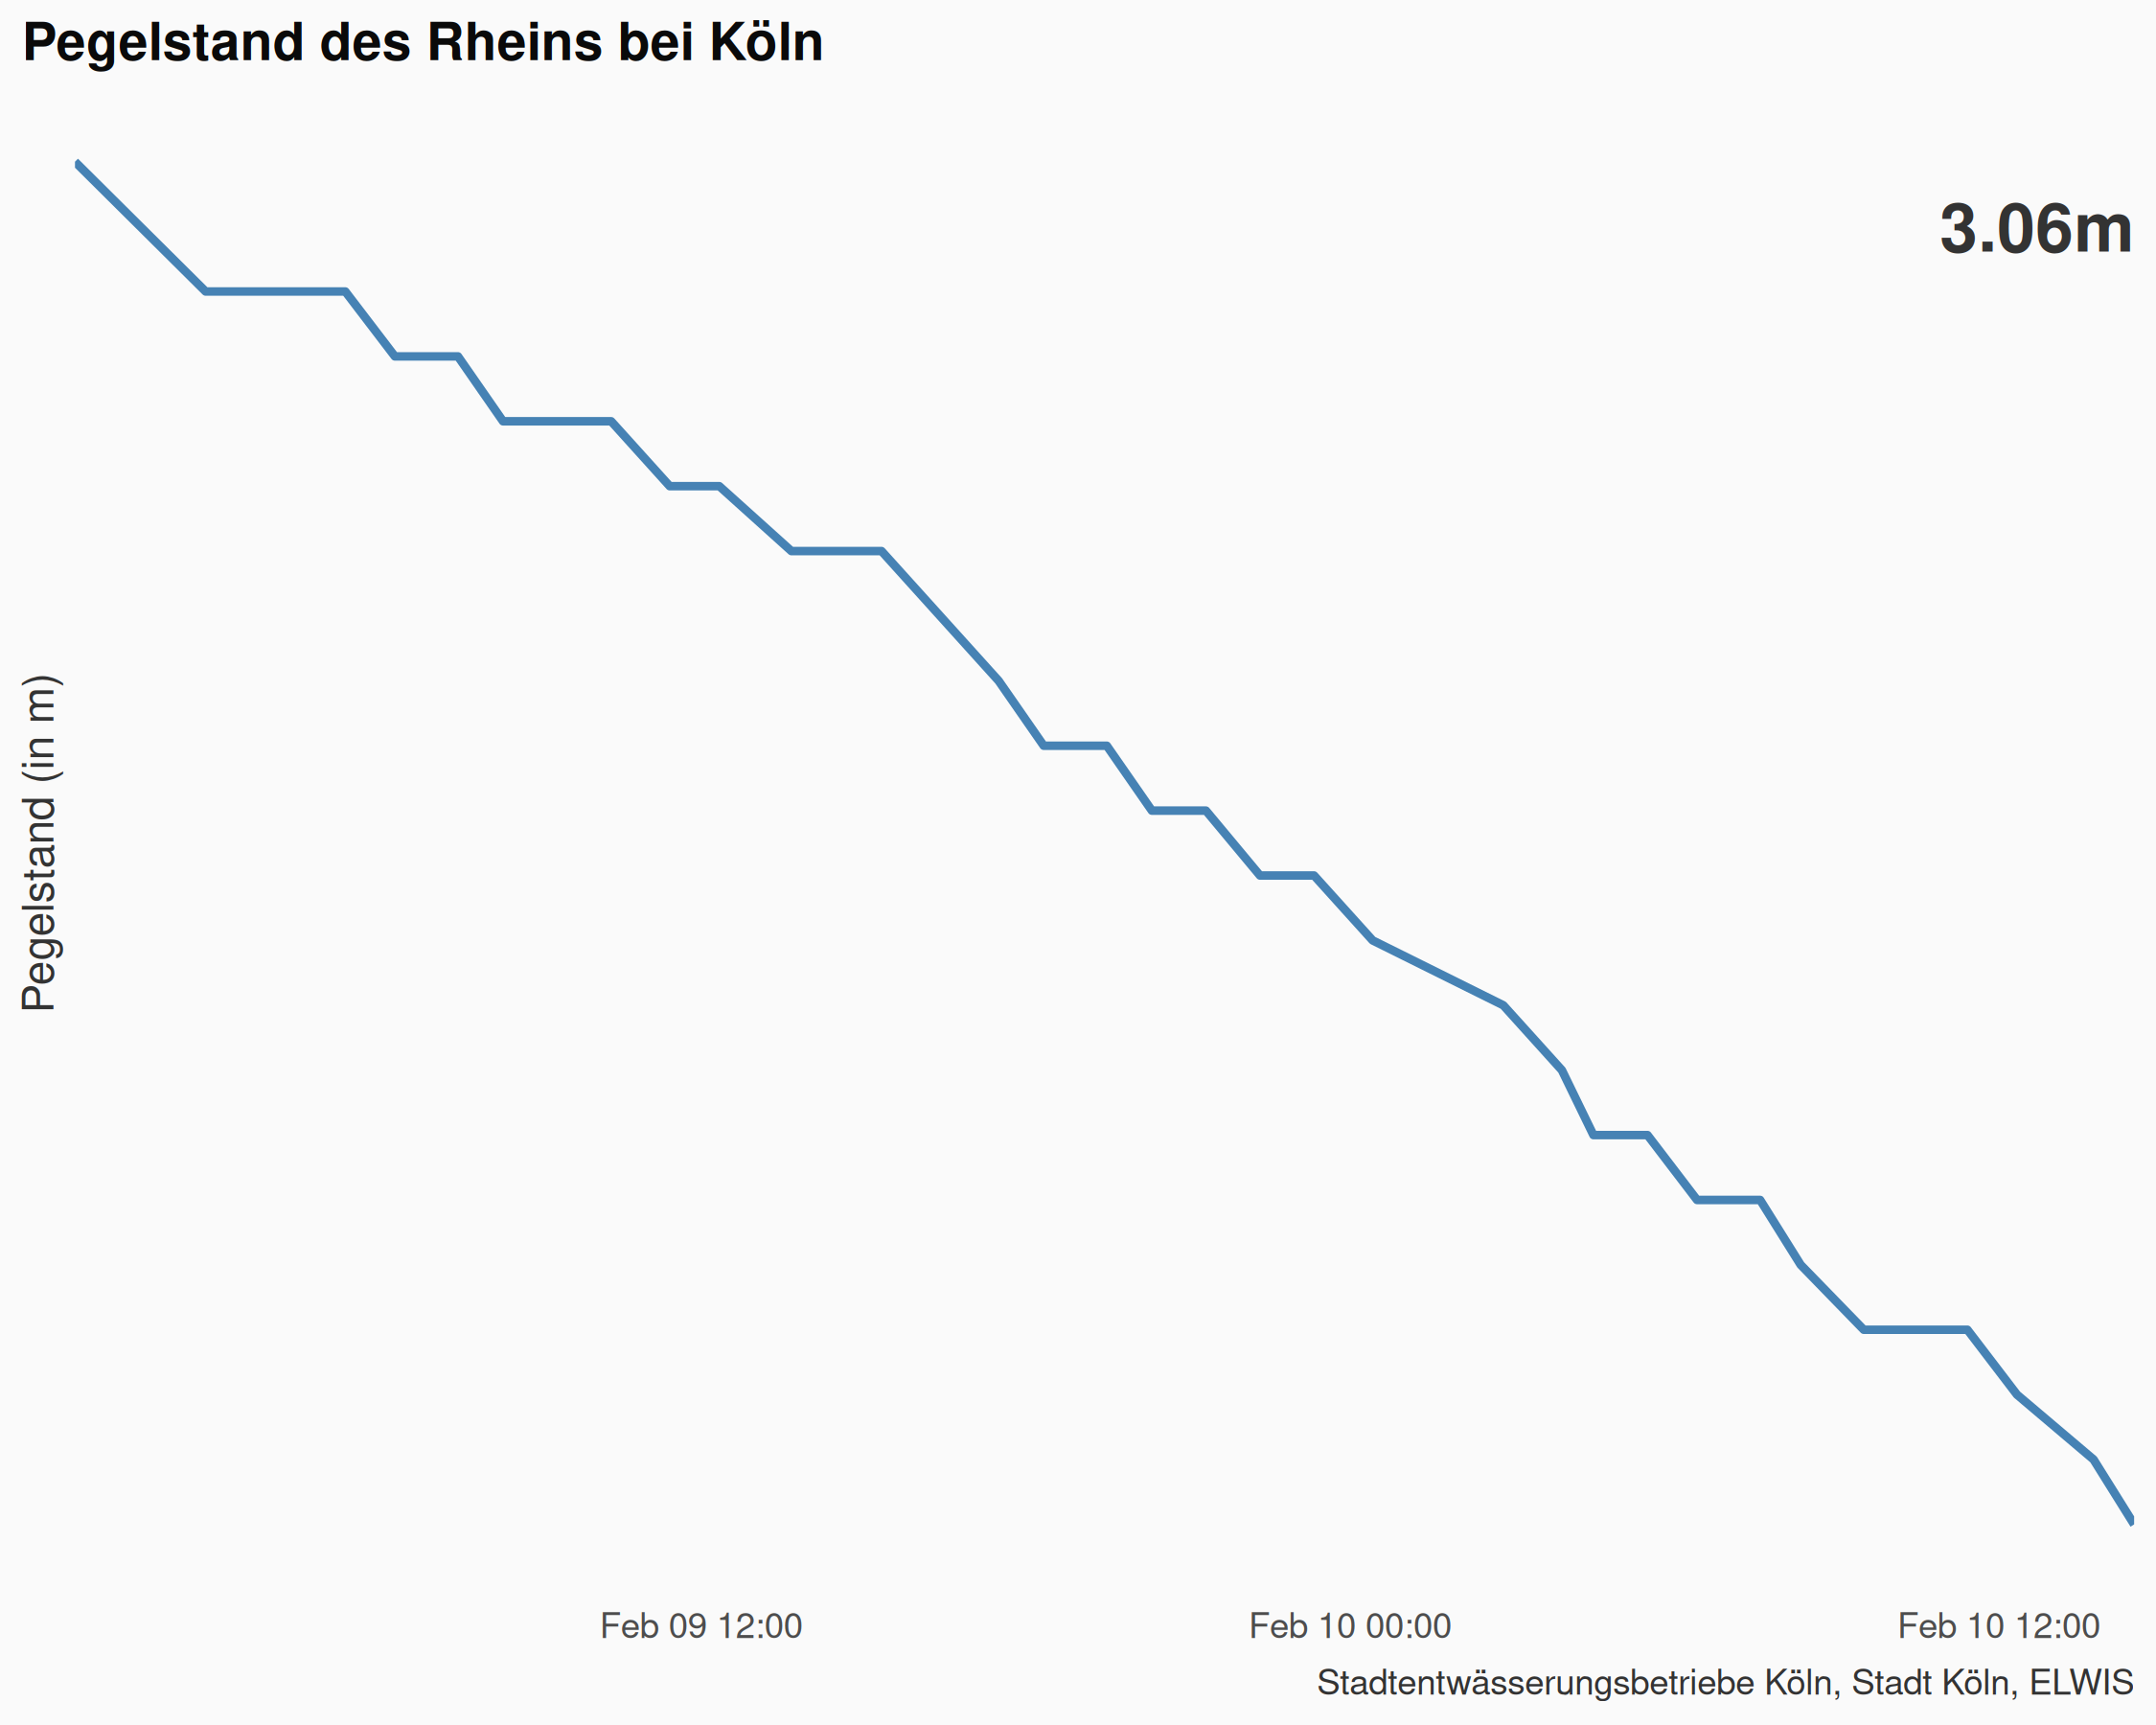 Pegelstand des Rheins bei Köln
3.06m
Pegelstand (in m)
Feb 09 12:00
Feb 10 00:00
Feb 10 12:00
Stadtentwässerungsbetriebe Köln, Stadt Köln, ELWIS